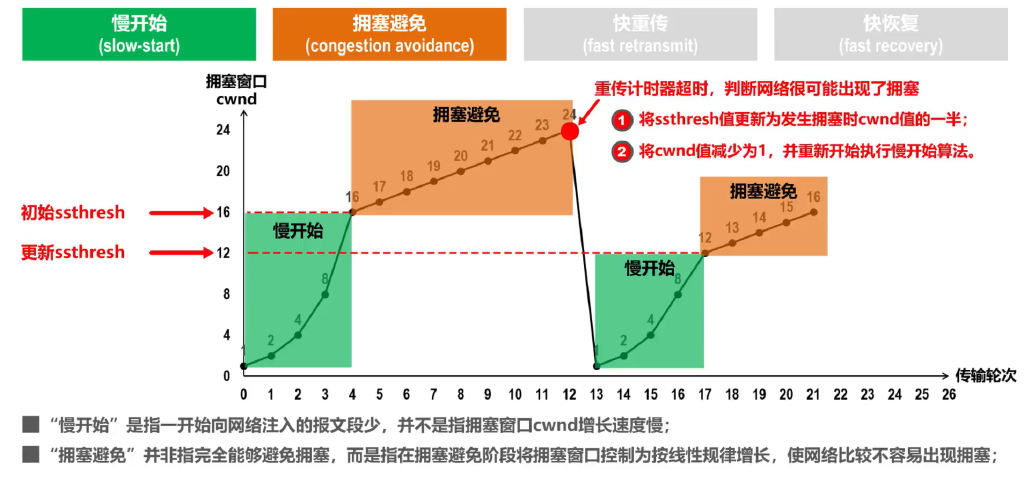 慢开始
(slow-start)
拥塞避免
(congestion avoidance)
快重传
(fast retransmit)
快恢复
(fast recovery)
拥塞窗口
cwnd
重传计时器超时，判断网络很可能出现了拥塞
1 将ssthresh值更新为发生拥塞时cwnd值的一半；
2 将cwnd值减少为1，并重新开始执行慢开始算法。
拥塞避免
24
20
16
12
8
4
0
初始ssthresh
更新ssthresh
慢开始
1
2
4
8
16
17
18
19
20
21
22
23
24
慢开始
1
2
4
8
拥塞避免
12
13
14
15
16
0 1 2 3 4 5 6 7 8 9 10 11 12 13 14 15 16 17 18 19 20 21 22 23 24 25 26
传输轮次
“慢开始”是指一开始向网络注入的报文段少，并不是指拥塞窗口cwnd增长速度慢；
“拥塞避免”并非指完全能够避免拥塞，而是指在拥塞避免阶段将拥塞窗口控制为按线性规律增长，使网络比较不容易出现拥塞；